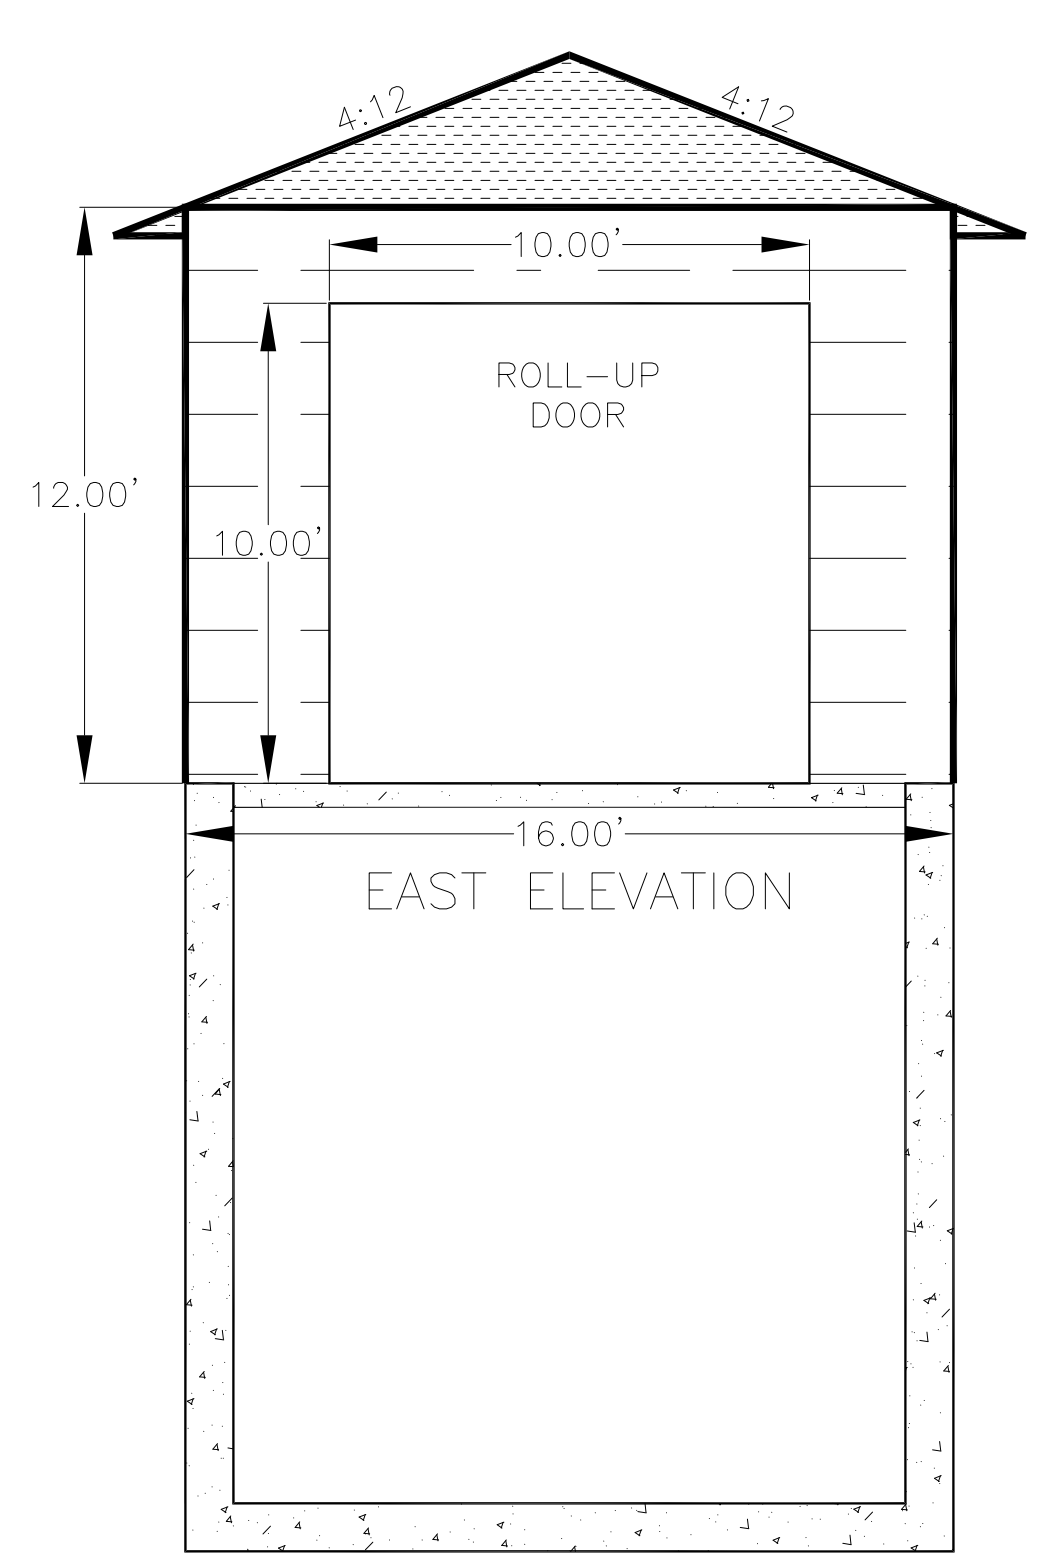 4:12
4:12
10.00'
ROLL-UP
DOOR
12.00'
10.00'
16.00'
EAST ELEVATION